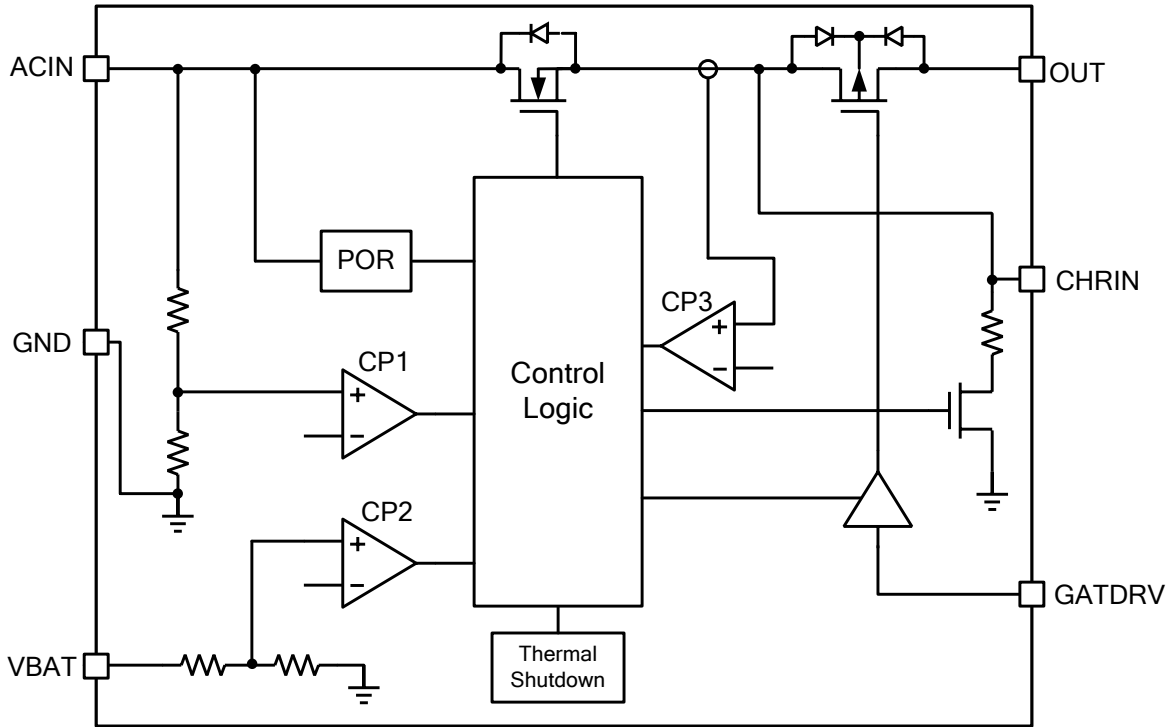 ACIN
OUT
POR
CHRIN
CP3
+
−
GND
CP1
+
−
Control
Logic
CP2
+
−
GATDRV
Thermal
Shutdown
VBAT